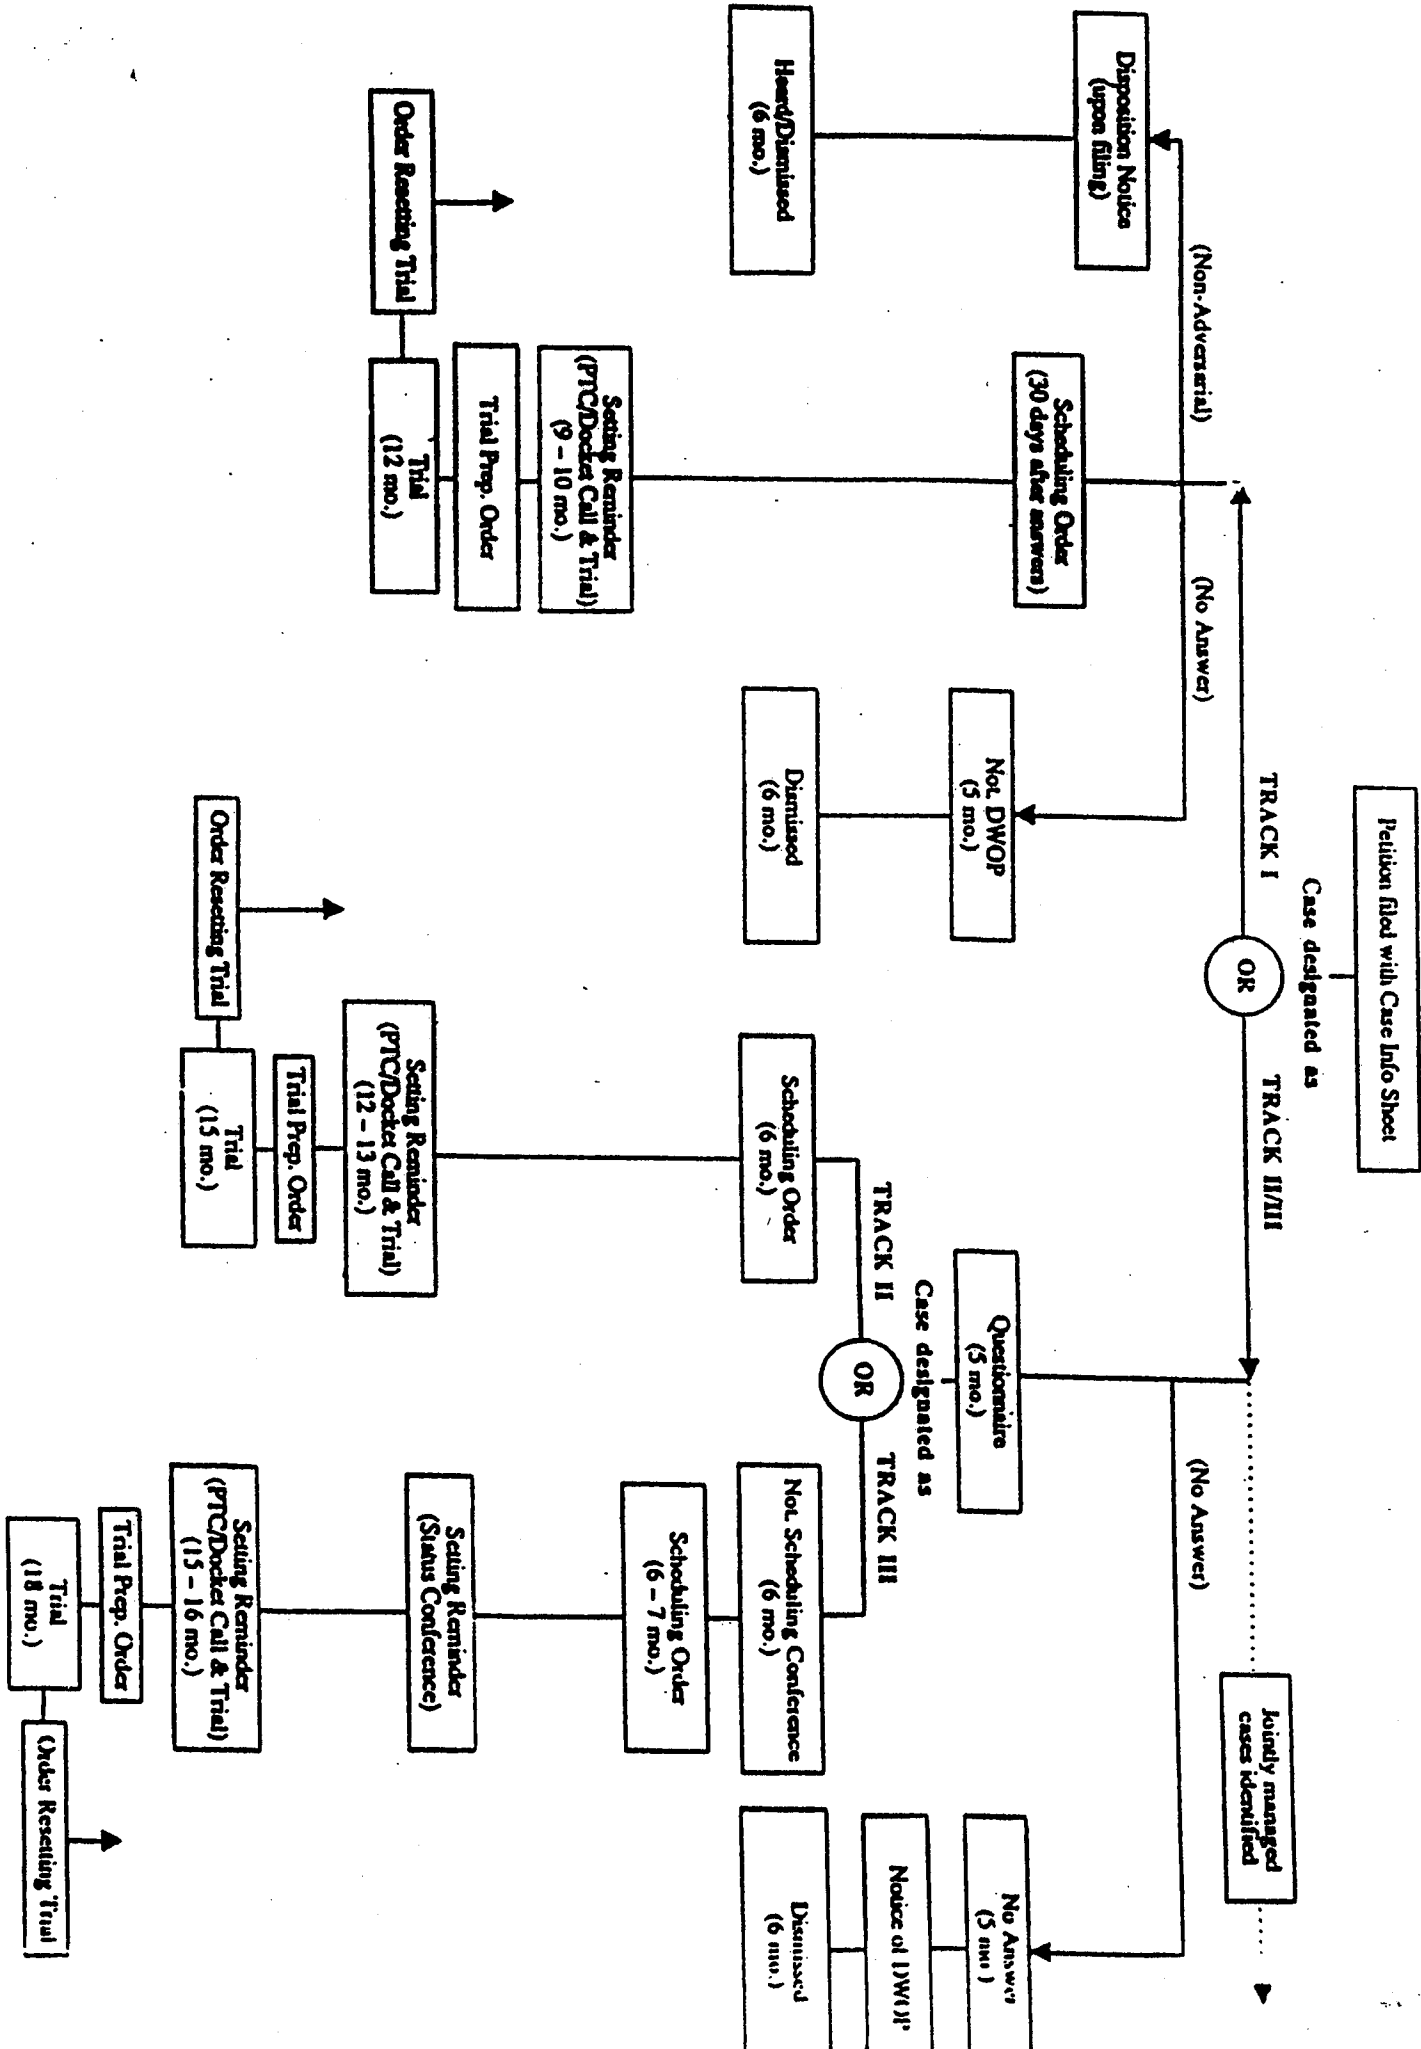 Petition filed with Case Info Sheet
Case designated as
TRACK I
OR
TRACK II/III
(Non-Adversarial)
(No Answer)
Disposition Notice
(upon filing)
Heard/Dismissed
(6 mo.)
Scheduling Order
(30 days after answers)
Setting Reminder
(PTC/Docket Call & Trial)
(9 – 10 mo.)
Trial Prep. Order
Trial
(12 mo.)
Order Resetting Trial
Not. DWOP
(5 mo.)
Dismissed
(6 mo.)
Jointly managed
cases identified
(No Answer)
No Answer
(5 mo.)
Notice of DWOP
Dismissed
(6 mo.)
Questionnaire
(5 mo.)
Case designated as
TRACK II
OR
TRACK III
Scheduling Order
(6 mo.)
Setting Reminder
(PTC/Docket Call & Trial)
(12 – 13 mo.)
Trial Prep. Order
Trial
(15 mo.)
Order Resetting Trial
Not. Scheduling Conference
(6 mo.)
Scheduling Order
(6 – 7 mo.)
Setting Reminder
(Status Conference)
Setting Reminder
(PTC/Docket Call & Trial)
(15 – 16 mo.)
Trial Prep. Order
Trial
(18 mo.)
Order Resetting Trial